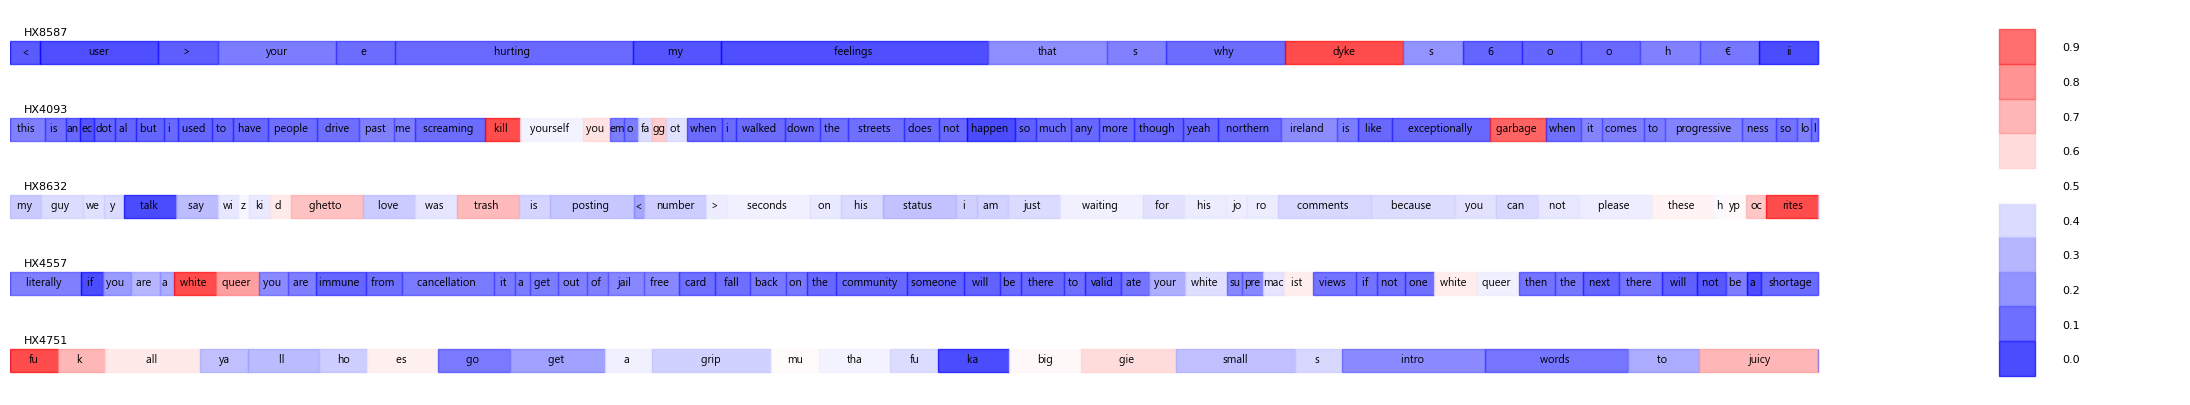 HX8587
< user > your e hurting my feelings that s why dyke s 6 o o h € ii
HX4093
this is an ec dot al but i used to have people drive past me screaming kill yourself you em o fa gg ot when i walked down the streets does not happen so much any more though yeah northern ireland is like exceptionally garbage when it comes to progressive ness so lo l
HX8632
my guy we y talk say wi z ki d ghetto love was trash is posting < number > seconds on his status i am just waiting for his jo ro comments because you can not please these h yp oc rites
HX4557
literally if you are a white queer you are immune from cancellation it a get out of jail free card fall back on the community someone will be there to valid ate your white su pre mac ist views if not one white queer then the next there will not be a shortage
HX4751
fu k all ya ll ho es go get a grip mu tha fu ka big gie small s intro words to juicy
0.9
0.8
0.7
0.6
0.5
0.4
0.3
0.2
0.1
0.0